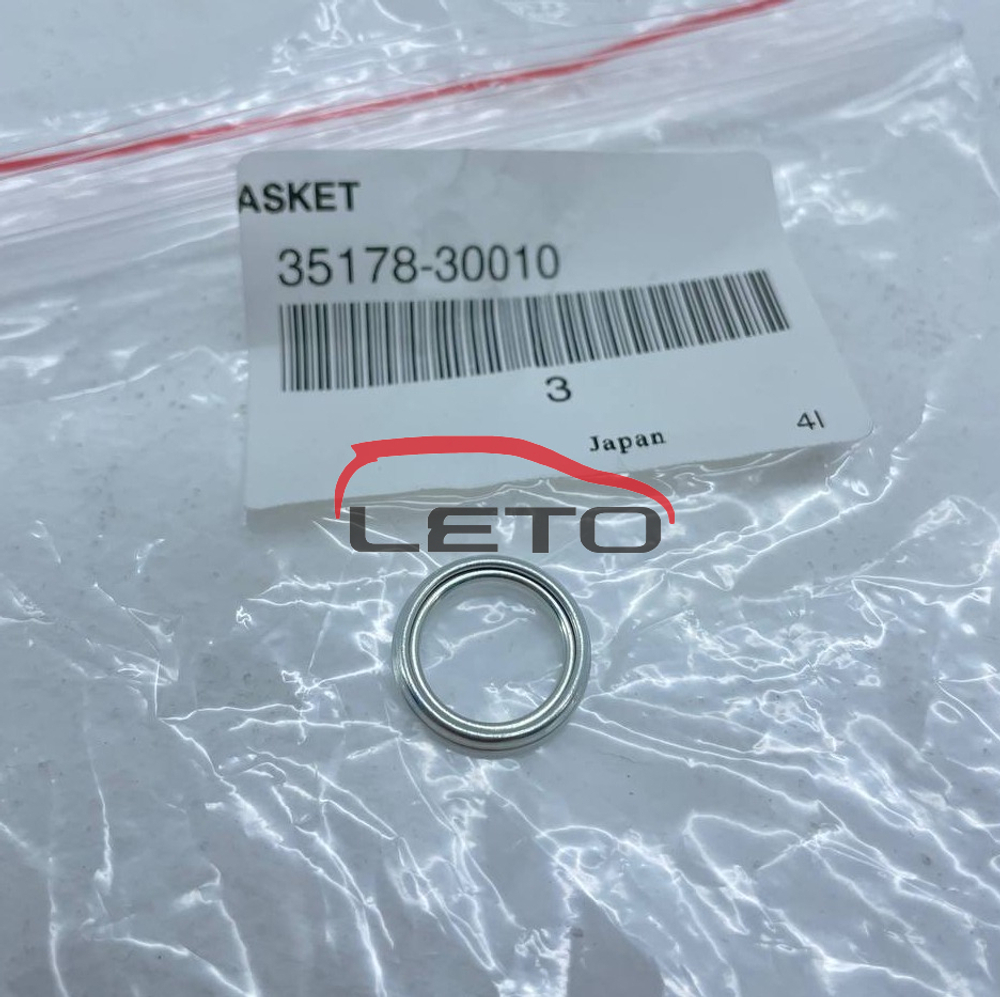 ASKET
35178-30010
3
Japan
4I
LETO